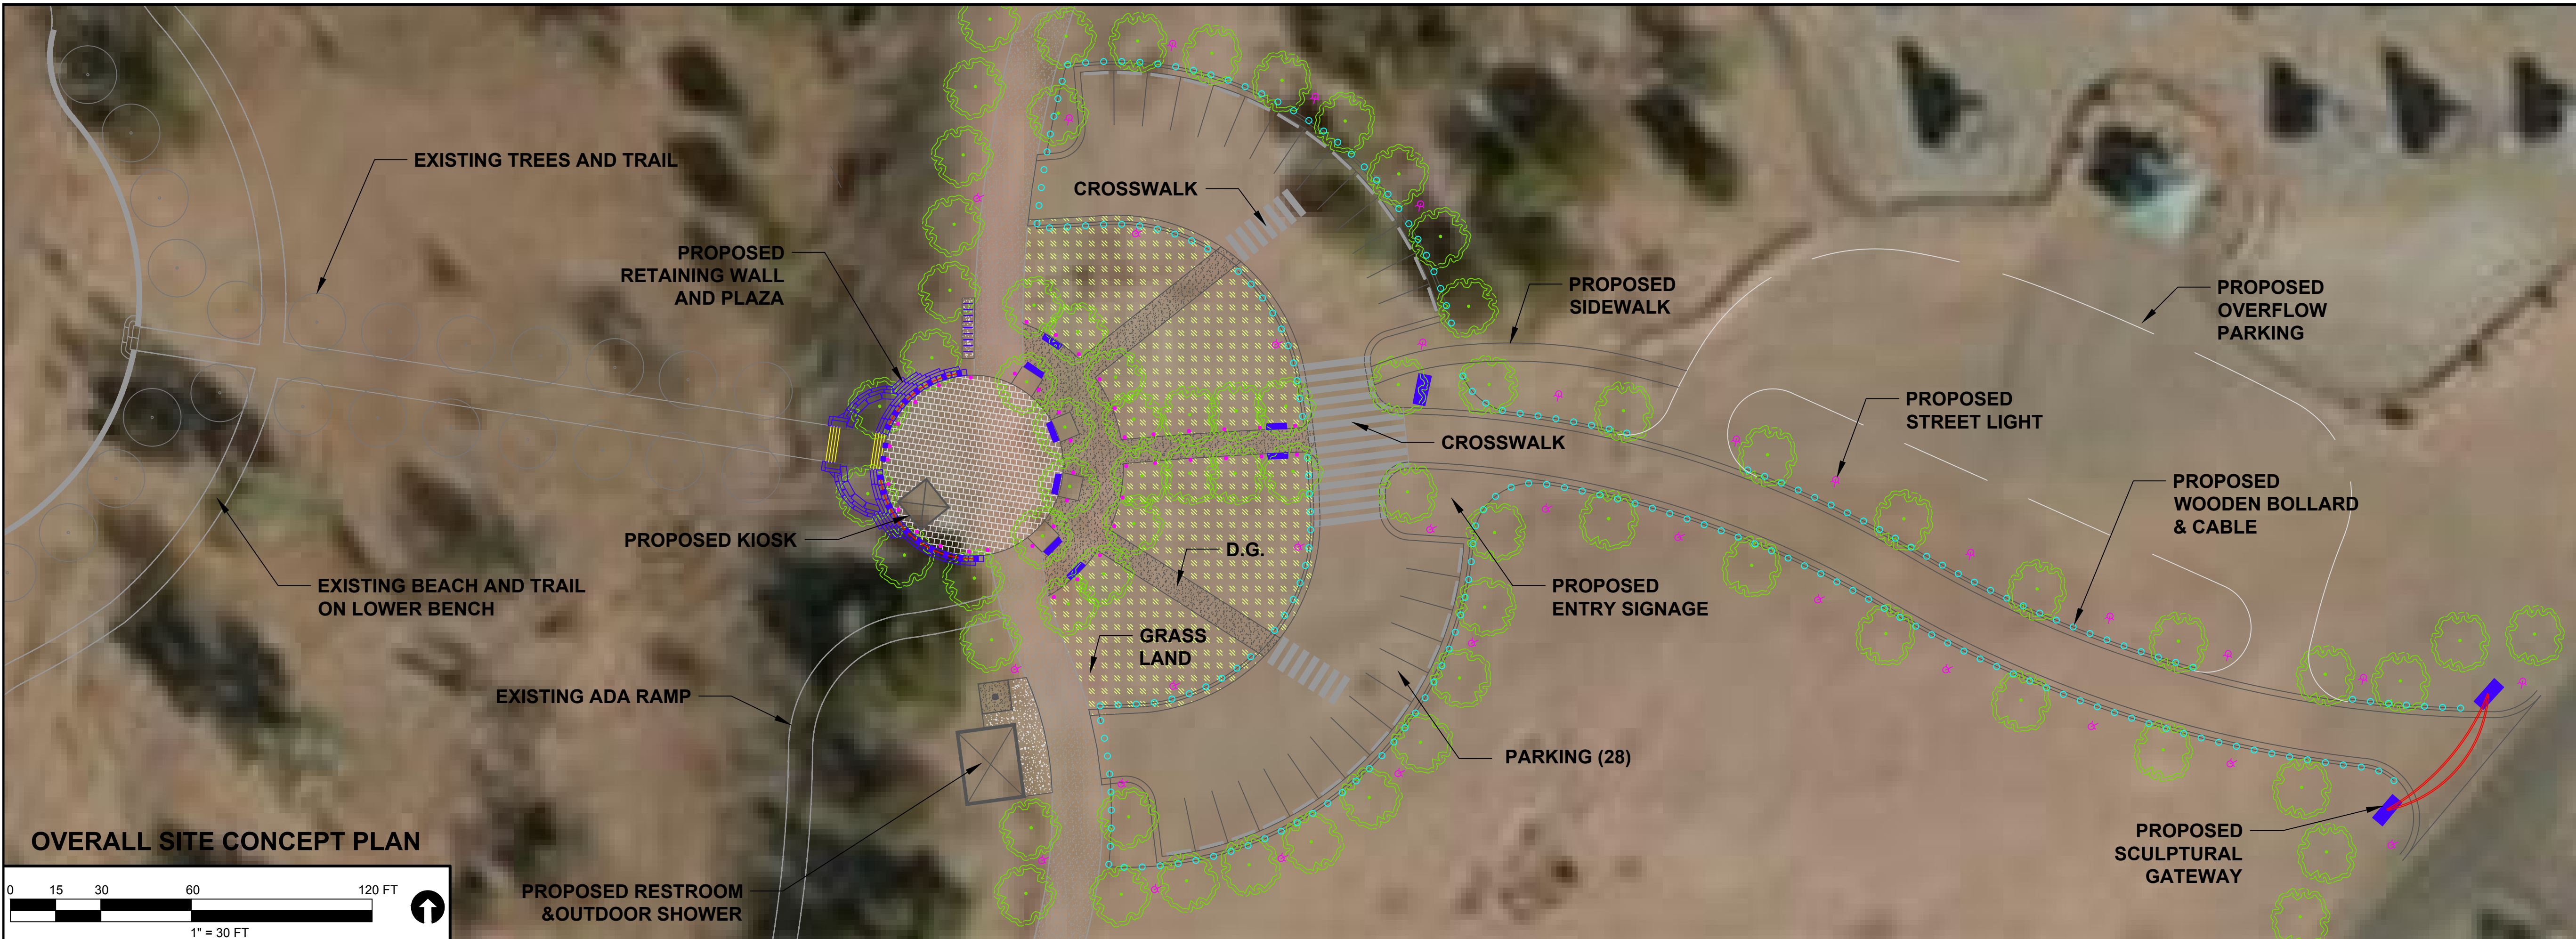 EXISTING TREES AND TRAIL
CROSSWALK
PROPOSED
RETAINING WALL
AND PLAZA
PROPOSED
SIDEWALK
PROPOSED
OVERFLOW
PARKING
PROPOSED
STREET LIGHT
CROSSWALK
PROPOSED
WOODEN BOLLARD
& CABLE
PROPOSED KIOSK
D.G.
EXISTING BEACH AND TRAIL
ON LOWER BENCH
PROPOSED
ENTRY SIGNAGE
GRASS
LAND
EXISTING ADA RAMP
PARKING (28)
PROPOSED
SCULPTURAL
GATEWAY
PROPOSED RESTROOM
&OUTDOOR SHOWER
OVERALL SITE CONCEPT PLAN
0 15 30 60 120 FT
1" = 30 FT